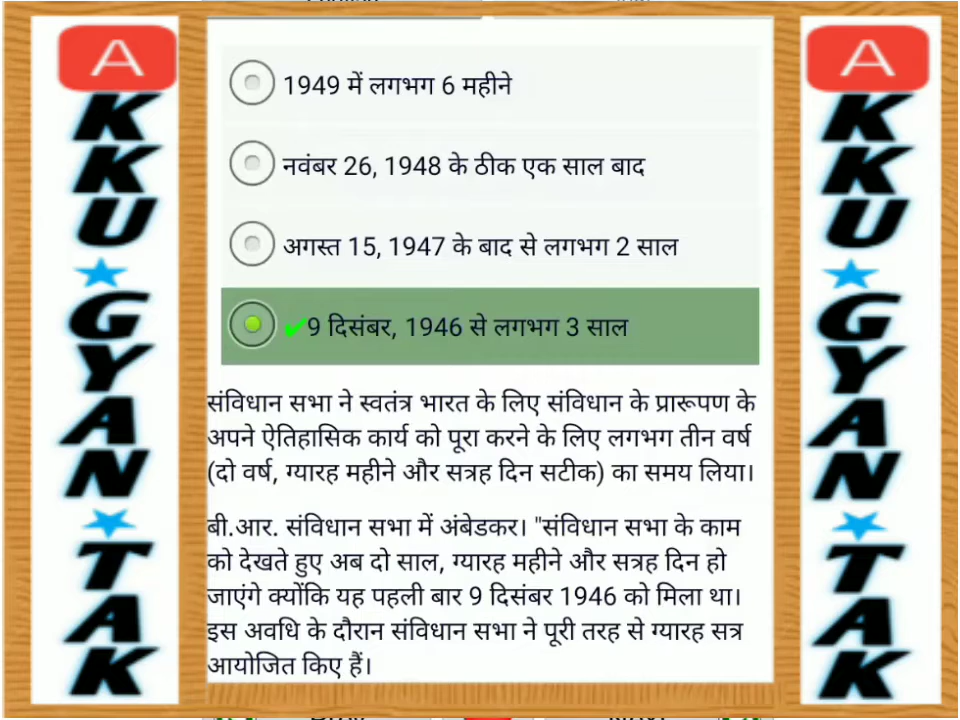 A
KKU
GYAN
TAK
1949 में लगभग 6 महीने
नवंबर 26, 1948 के ठीक एक साल बाद
अगस्त 15, 1947 के बाद से लगभग 2 साल
✔9 दिसंबर, 1946 से लगभग 3 साल
संविधान सभा ने स्वतंत्र भारत के लिए संविधान के प्रारूपण के
अपने ऐतिहासिक कार्य को पूरा करने के लिए लगभग तीन वर्ष
(दो वर्ष, ग्यारह महीने और सत्रह दिन सटीक) का समय लिया।
बी.आर. संविधान सभा में अंबेडकर। "संविधान सभा के काम
को देखते हुए अब दो साल, ग्यारह महीने और सत्रह दिन हो
जाएंगे क्योंकि यह पहली बार 9 दिसंबर 1946 को मिला था।
इस अवधि के दौरान संविधान सभा ने पूरी तरह से ग्यारह सत्र
आयोजित किए हैं।
A
KKU
GYAN
TAK